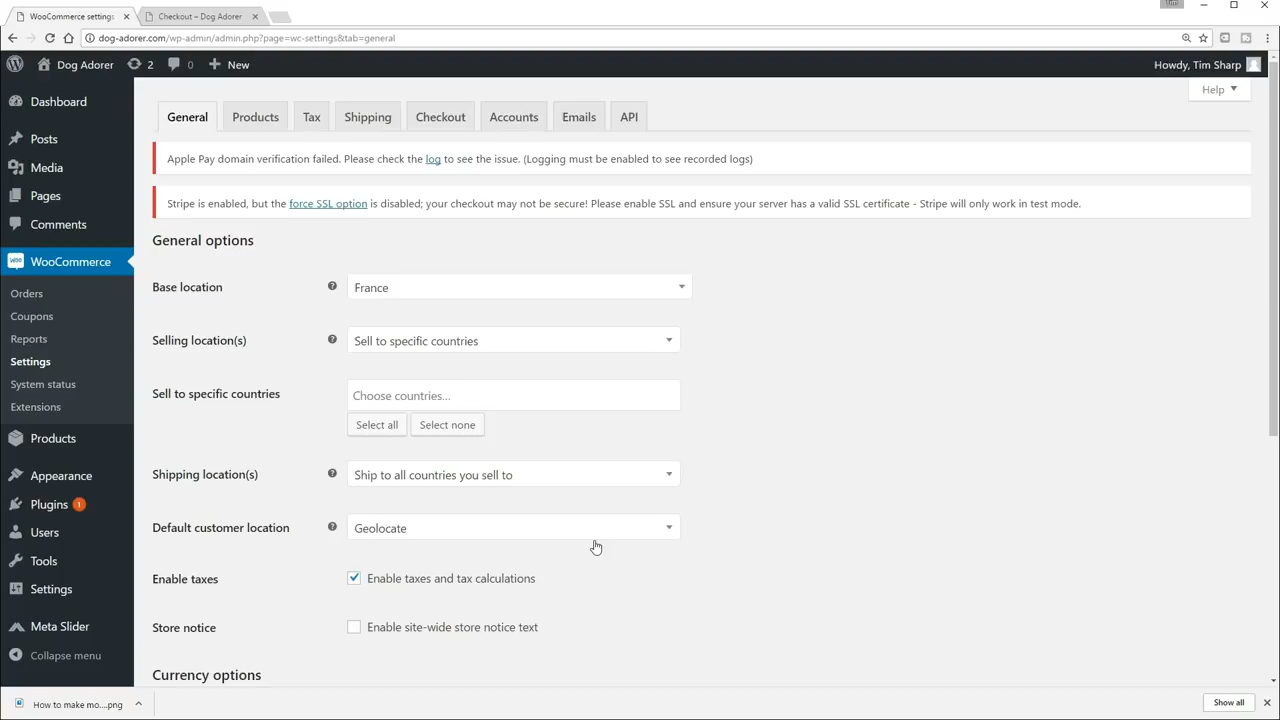 WooCommerce settings
Checkout – Dog Adorer
dog-adorer.com/wp-admin/admin.php?page=wc-settings&tab=general
Dog Adorer
2
0
New
Howdy, Tim Sharp
Help
Dashboard
Posts
Media
Pages
Comments
WooCommerce
Orders
Coupons
Reports
Settings
System status
Extensions
Products
Appearance
Plugins 1
Users
Tools
Settings
Meta Slider
Collapse menu
General
Products
Tax
Shipping
Checkout
Accounts
Emails
API
Apple Pay domain verification failed. Please check the log to see the issue. (Logging must be enabled to see recorded logs)
Stripe is enabled, but the force SSL option is disabled; your checkout may not be secure! Please enable SSL and ensure your server has a valid SSL certificate - Stripe will only work in test mode.
General options
Base location
France
Selling location(s)
Sell to specific countries
Sell to specific countries
Choose countries...
Select all
Select none
Shipping location(s)
Ship to all countries you sell to
Default customer location
Geolocate
Enable taxes
Enable taxes and tax calculations
Store notice
Enable site-wide store notice text
Currency options
How to make mo....png
Show all